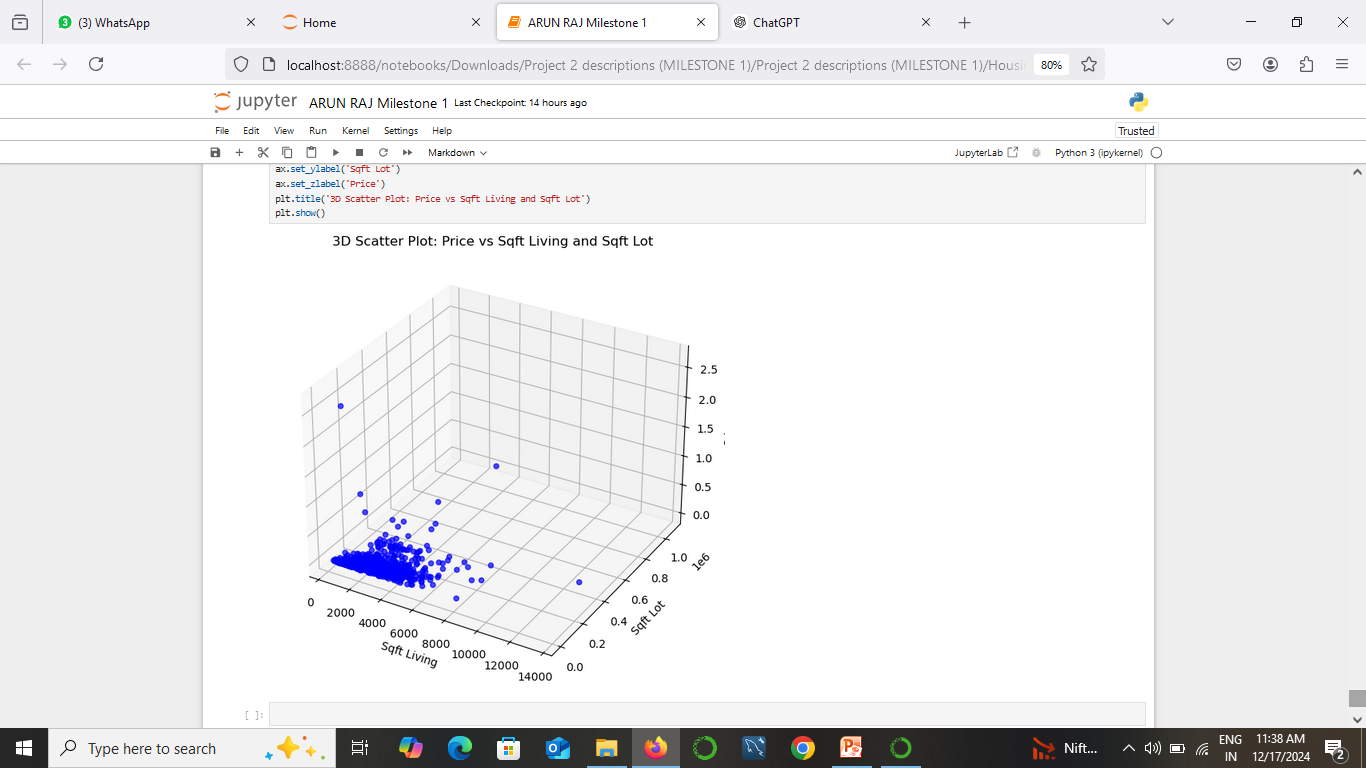 (3) WhatsApp
Home
ARUN RAJ Milestone 1
ChatGPT
localhost:8888/notebooks/Downloads/Project 2 descriptions (MILESTONE 1)/Project 2 descriptions (MILESTONE 1)/Housi
80%
jupyter ARUN RAJ Milestone 1 Last Checkpoint: 14 hours ago
File Edit View Run Kernel Settings Help
Trusted
Markdown
JupyterLab
Python 3 (ipykernel)
ax.set_ylabel('Sqft Lot')
ax.set_zlabel('Price')
plt.title('3D Scatter Plot: Price vs Sqft Living and Sqft Lot')
plt.show()
3D Scatter Plot: Price vs Sqft Living and Sqft Lot
2.5
2.0
1.5
1.0
0.5
0.0
1.0
0.8
0.6
0.4
0.2
0.0
1e6
Sqft Lot
0
2000
4000
6000
8000
10000
12000
14000
Sqft Living
[ ]:
Type here to search
Nift...
ENG
IN
11:38 AM
12/17/2024
2